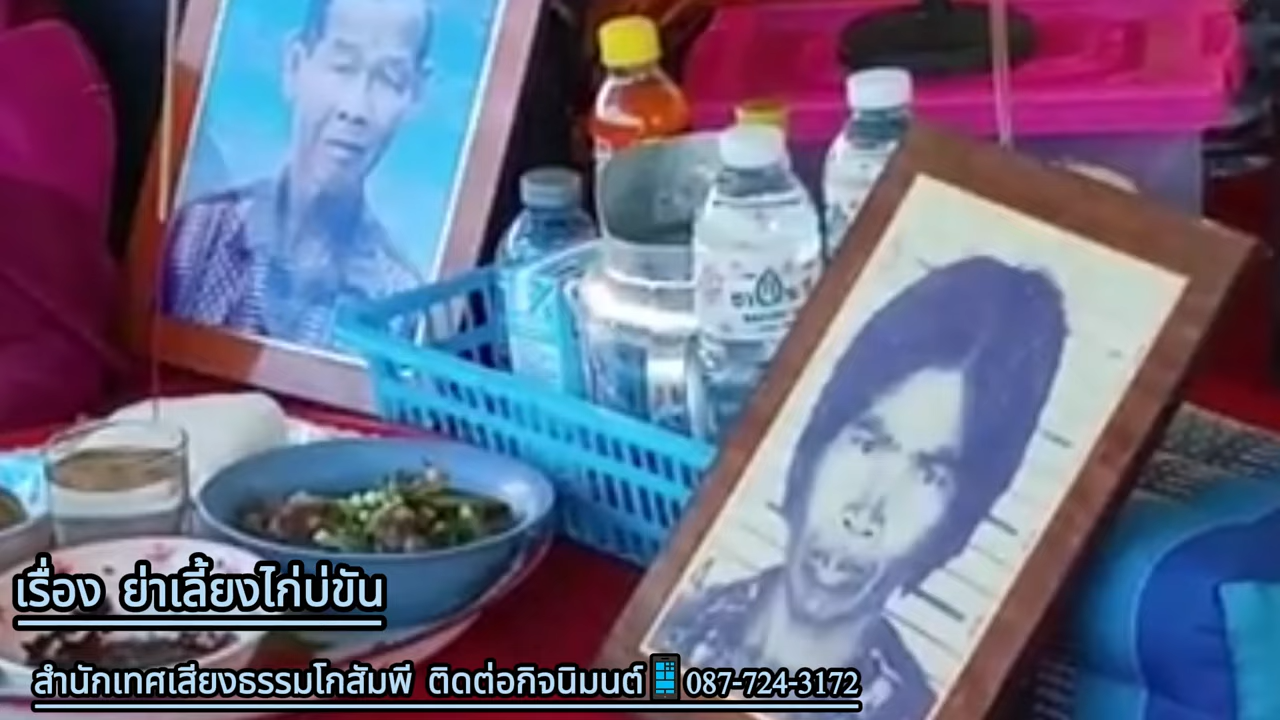 เรื่อง ย่าเลี้ยงไก่บ่ขัน
สำนักเทศเสียงธรรมโกสัมพี ติดต่อกิจนิมนต์📱087-724-3172